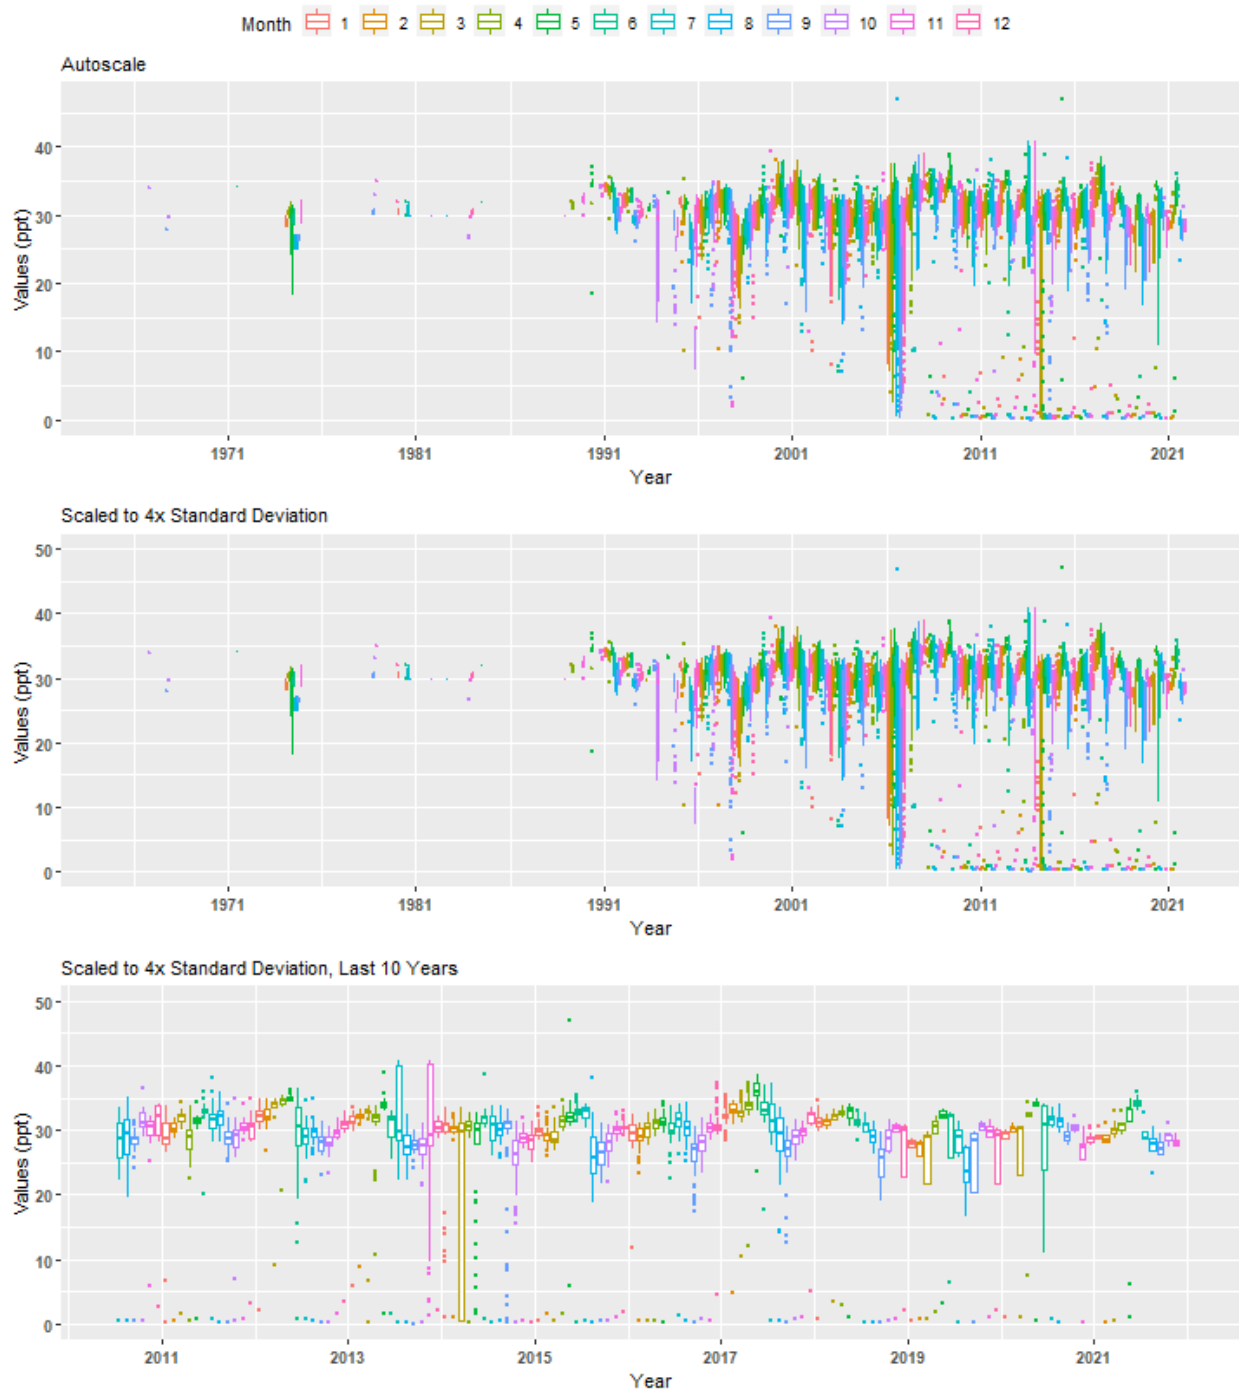 Month 1 2 3 4 5 6 7 8 9 10 11 12
Autoscale
Values (ppt)
40
30
20
10
0
1971 1981 1991 2001 2011 2021
Year
Scaled to 4x Standard Deviation
Values (ppt)
50
40
30
20
10
0
1971 1981 1991 2001 2011 2021
Year
Scaled to 4x Standard Deviation, Last 10 Years
Values (ppt)
50
40
30
20
10
0
2011 2013 2015 2017 2019 2021
Year